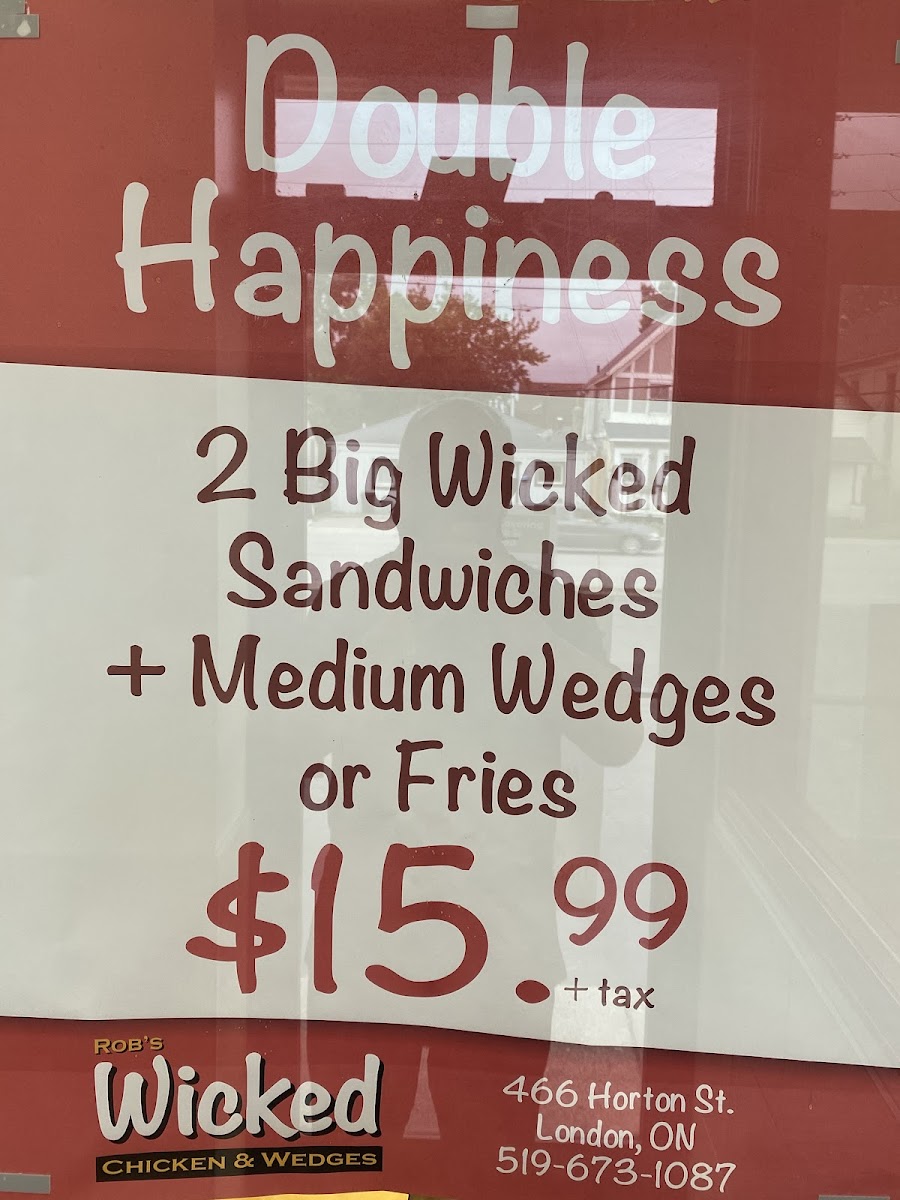 Double
Happiness
2 Big Wicked
Sandwiches
+ Medium Wedges
or Fries
$15.99
+ tax
ROB'S
Wicked
CHICKEN & WEDGES
466 Horton St.
London, ON
519-673-1087